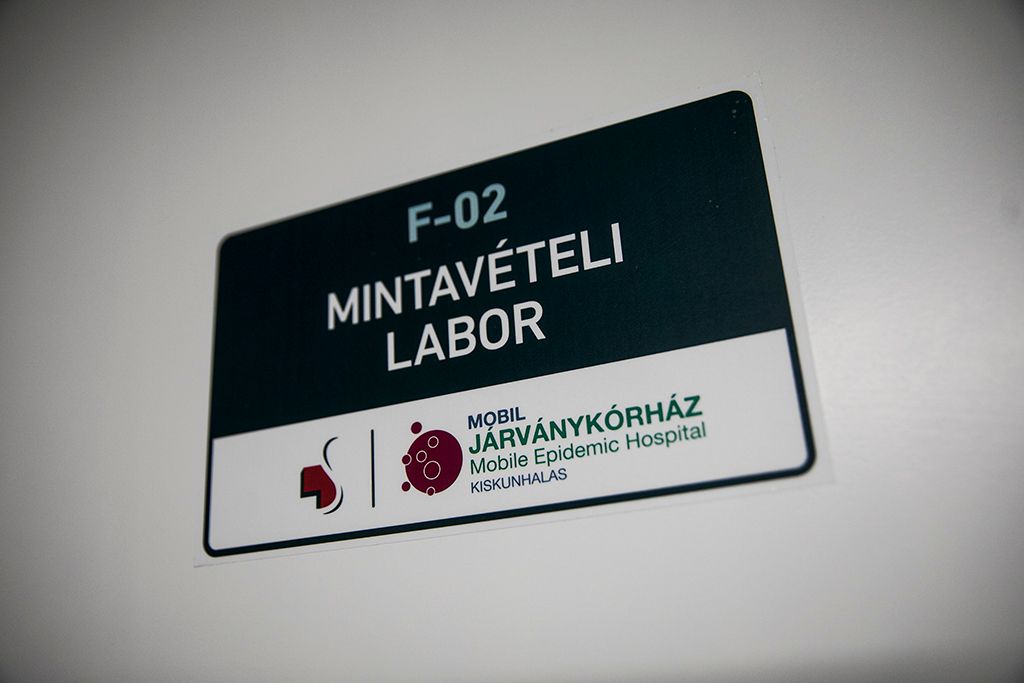 F-02
MINTAVÉTELI
LABOR
MOBIL
JÁRVÁNYKÓRHÁZ
Mobile Epidemic Hospital
KISKUNHALAS